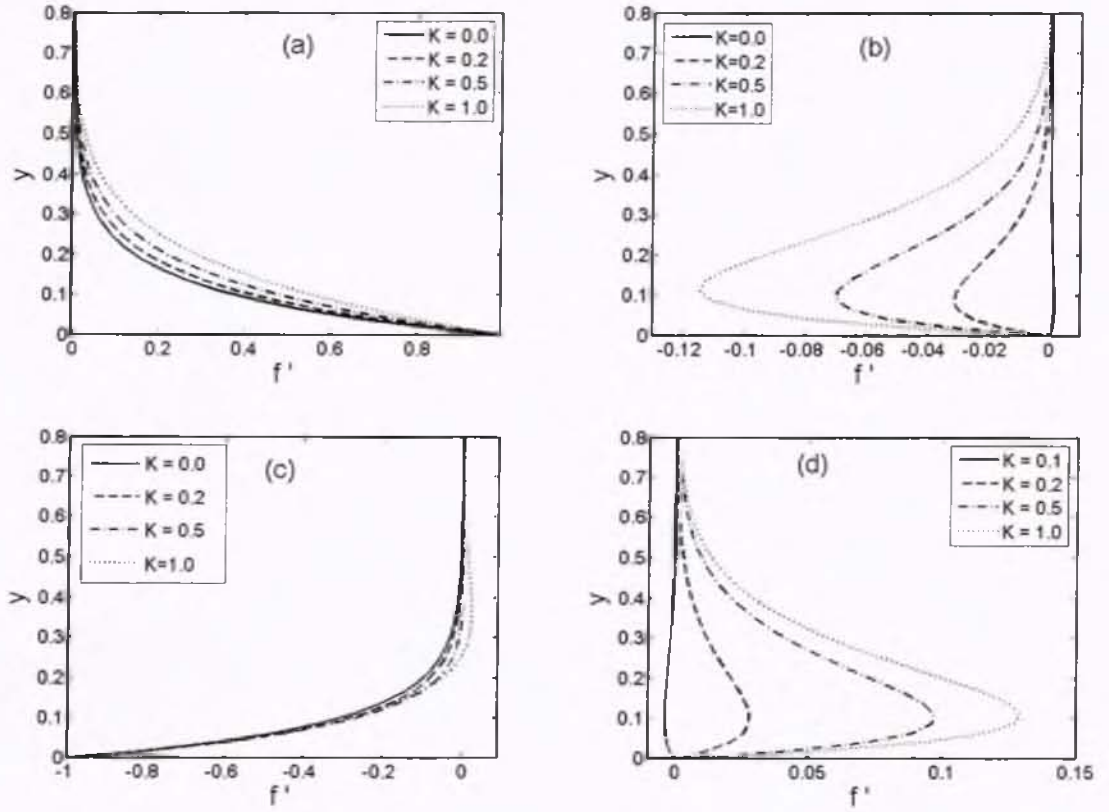 (a)
K = 0.0
K = 0.2
K = 0.5
K = 1.0
0.8
0.7
0.6
0.5
0.4
0.3
0.2
0.1
0
y
0 0.2 0.4 0.6 0.8
f '
(b)
K=0.0
K=0.2
K=0.5
K=1.0
0.8
0.7
0.6
0.5
0.4
0.3
0.2
0.1
0
y
-0.12 -0.1 -0.08 -0.06 -0.04 -0.02 0
f '
(c)
K = 0.0
K = 0.2
K = 0.5
K=1.0
0.8
0.7
0.6
0.5
0.4
0.3
0.2
0.1
0
y
-1 -0.8 -0.6 -0.4 -0.2 0
f '
(d)
K = 0.1
K = 0.2
K = 0.5
K = 1.0
0.8
0.7
0.6
0.5
0.4
0.3
0.2
0.1
0
y
0 0.05 0.1 0.15
f '